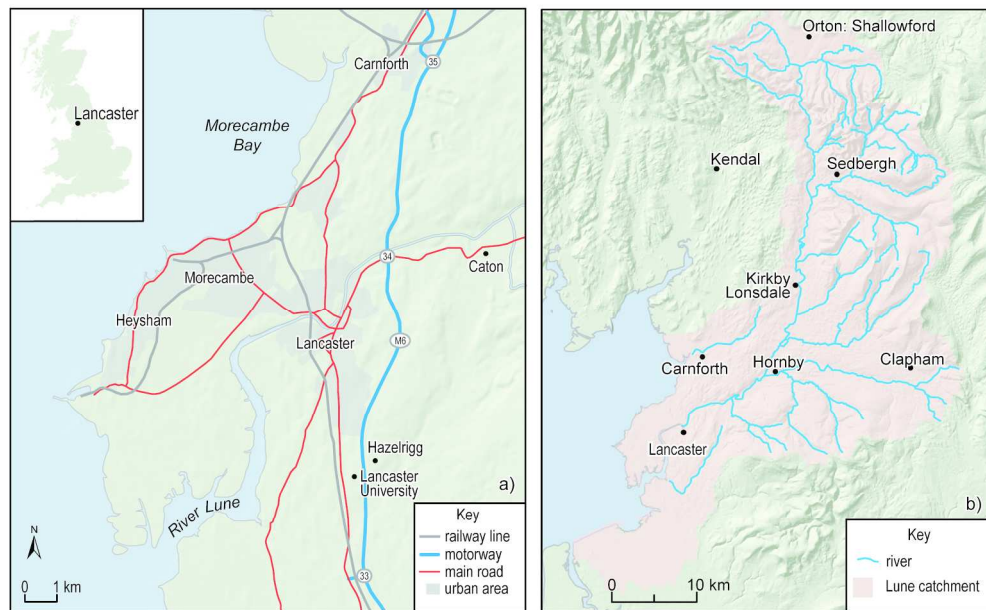 Lancaster
Carnforth
35
Morecambe
Bay
34
Caton
Morecambe
Heysham
Lancaster
M6
Hazelrigg
Lancaster
University
River Lune
33
a)
N
0 1 km
Key
railway line
motorway
main road
urban area
Orton: Shallowford
Kendal
Sedbergh
Kirkby
Lonsdale
Carnforth
Hornby
Clapham
Lancaster
b)
0 10 km
Key
river
Lune catchment